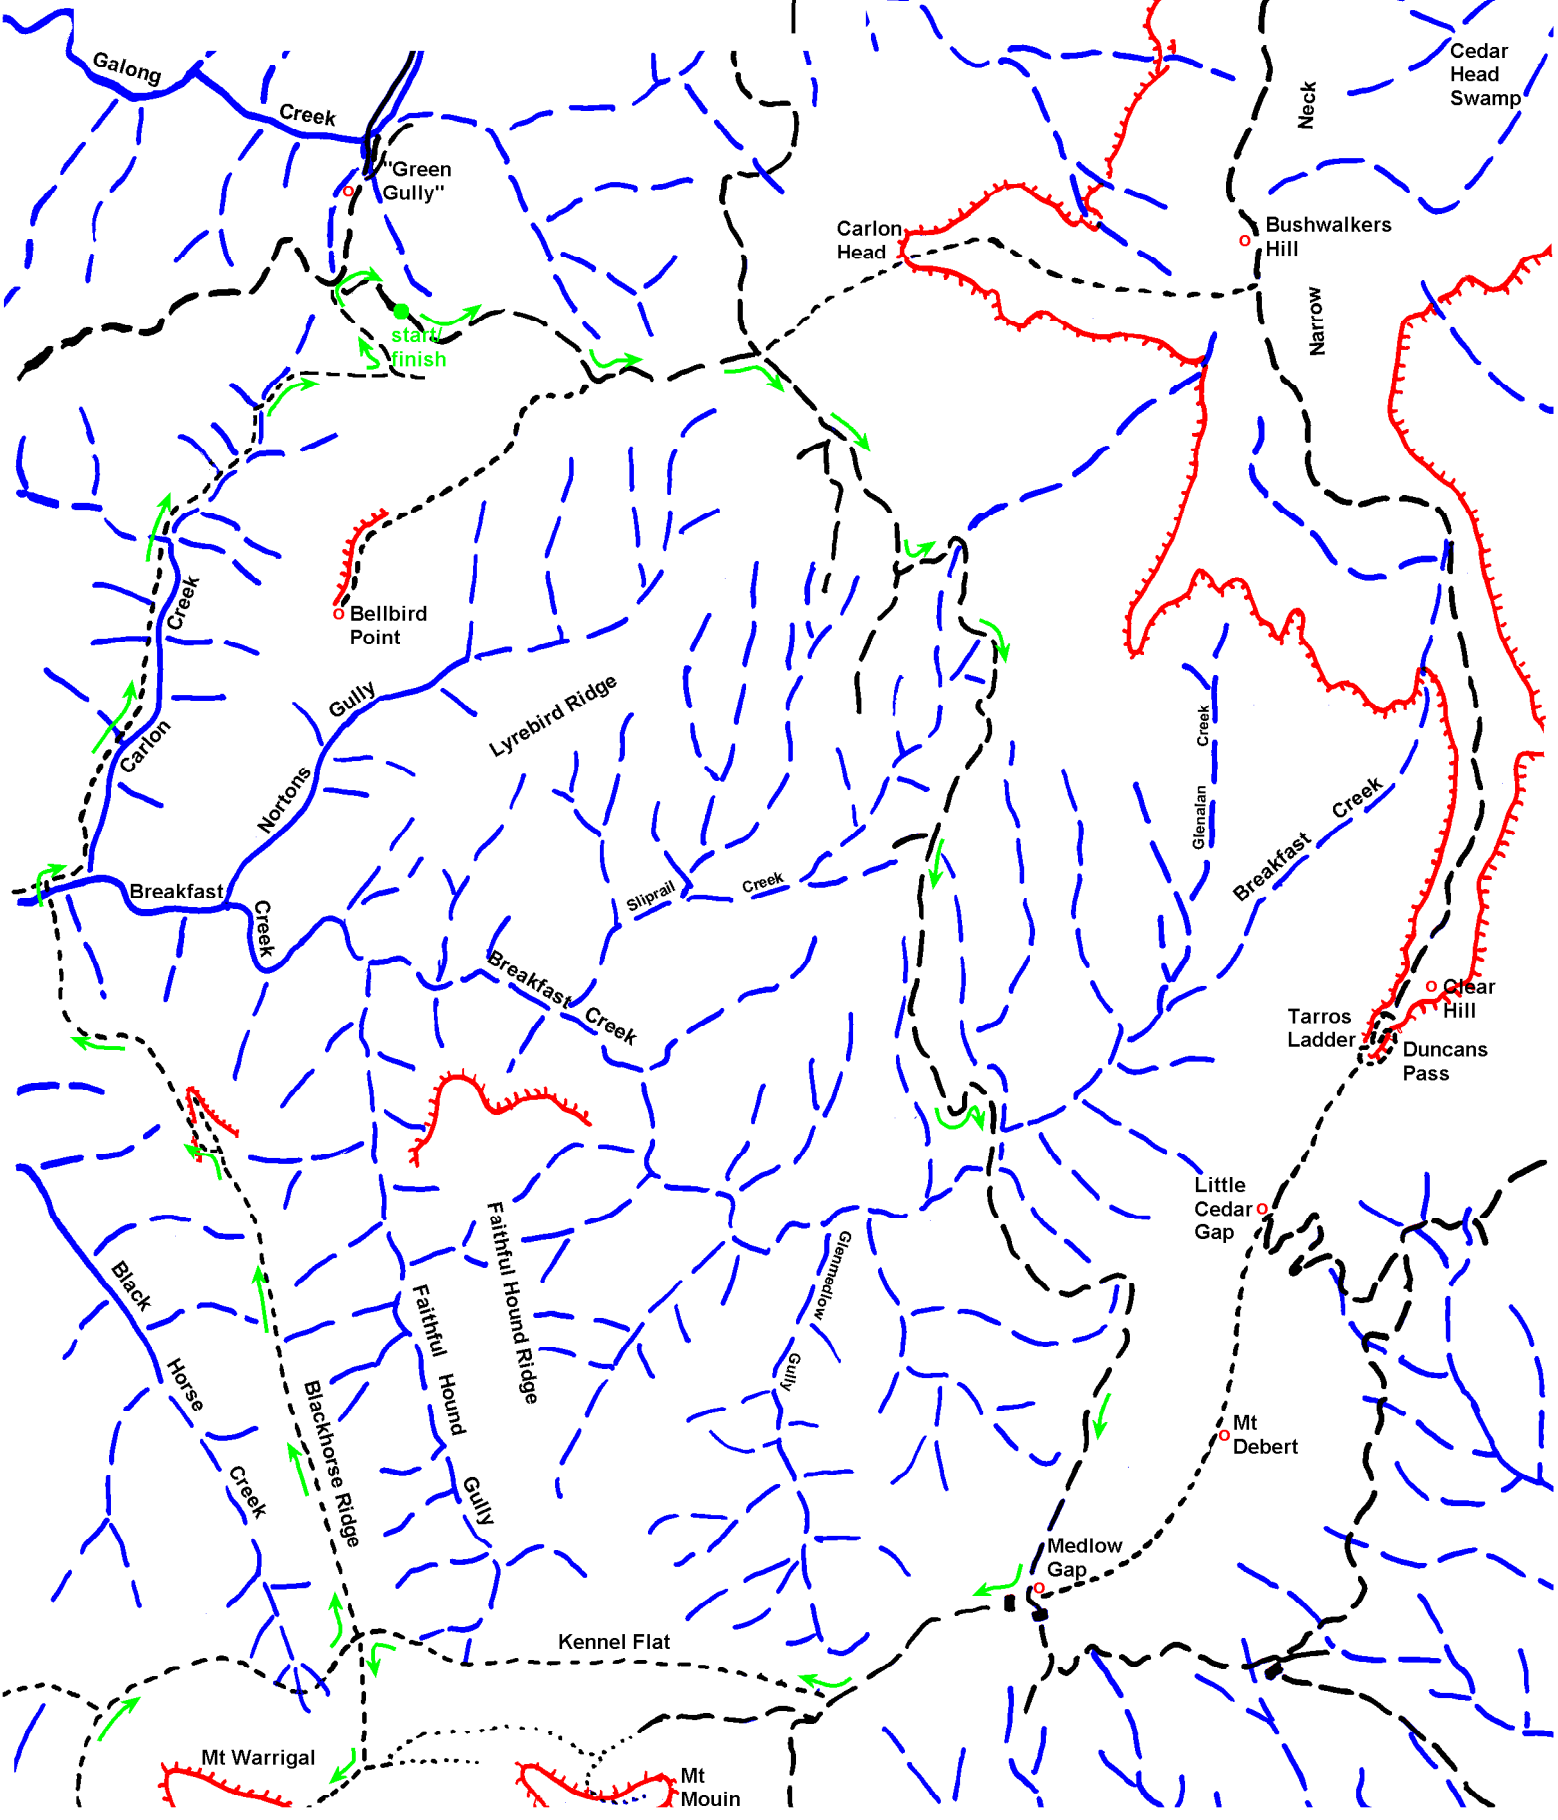 Galong
Creek
"Green
Gully"
Cedar
Head
Swamp
Neck
Bushwalkers
Hill
Carlon
Head
Narrow
start/
finish
Creek
Carlon
Bellbird
Point
Nortons
Gully
Lyrebird Ridge
Glenalan
Creek
Breakfast
Creek
Breakfast
Creek
Sliprail
Creek
Breakfast
Creek
Clear
Hill
Tarros
Ladder
Duncans
Pass
Little
Cedar
Gap
Black
Horse
Creek
Blackhorse Ridge
Faithful
Hound
Gully
Faithful Hound Ridge
Glenmedlow
Gully
Mt
Debert
Medlow
Gap
Kennel Flat
Mt Warrigal
Mt
Mouin